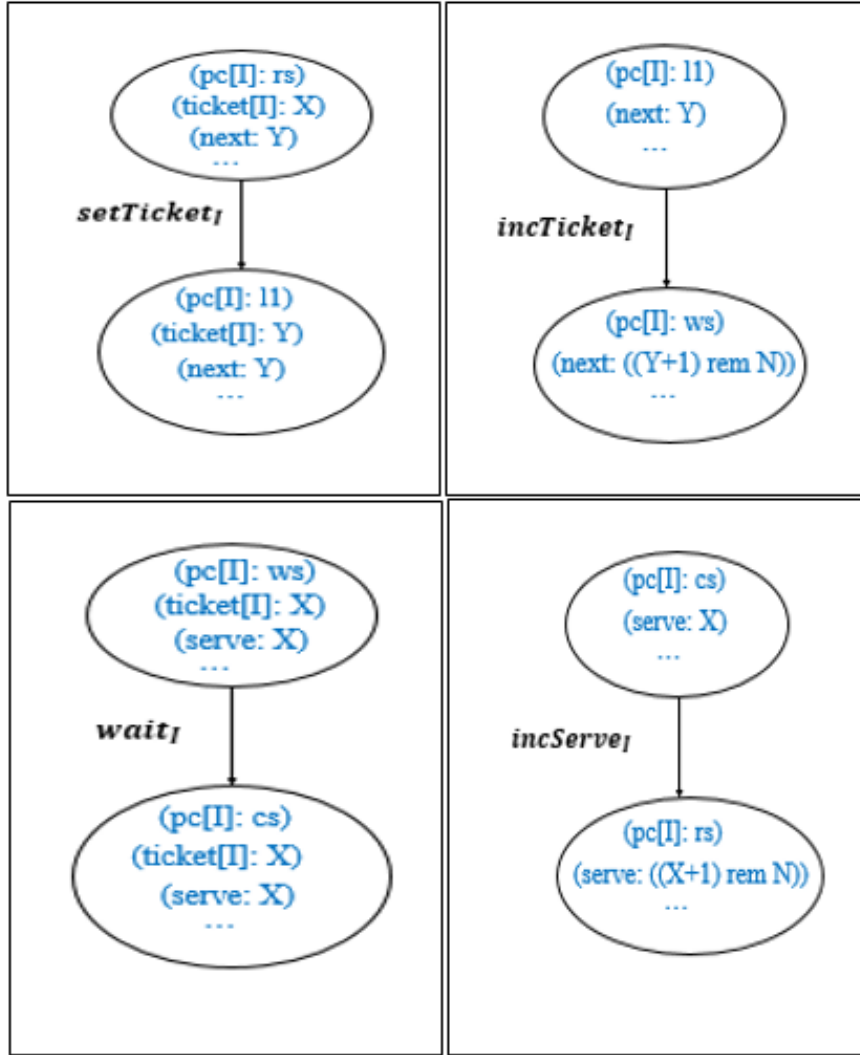 (pc[I]: rs)
(ticket[I]: X)
(next: Y)
...
setTicket_I
(pc[I]: l1)
(ticket[I]: Y)
(next: Y)
...
(pc[I]: l1)
(next: Y)
...
incTicket_I
(pc[I]: ws)
(next: ((Y+1) rem N))
...
(pc[I]: ws)
(ticket[I]: X)
(serve: X)
...
wait_I
(pc[I]: cs)
(ticket[I]: X)
(serve: X)
...
(pc[I]: cs)
(serve: X)
...
incServe_I
(pc[I]: rs)
(serve: ((X+1) rem N))
...